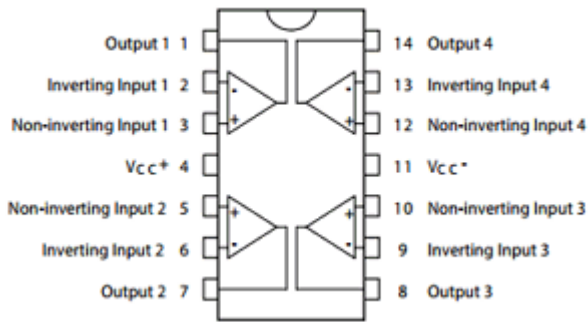 Output 1 1
Inverting Input 1 2
Non-inverting Input 1 3
Vcc+ 4
Non-inverting Input 2 5
Inverting Input 2 6
Output 2 7
14 Output 4
13 Inverting Input 4
12 Non-inverting Input 4
11 Vcc-
10 Non-inverting Input 3
9 Inverting Input 3
8 Output 3
-
+
-
+
+
-
+
-